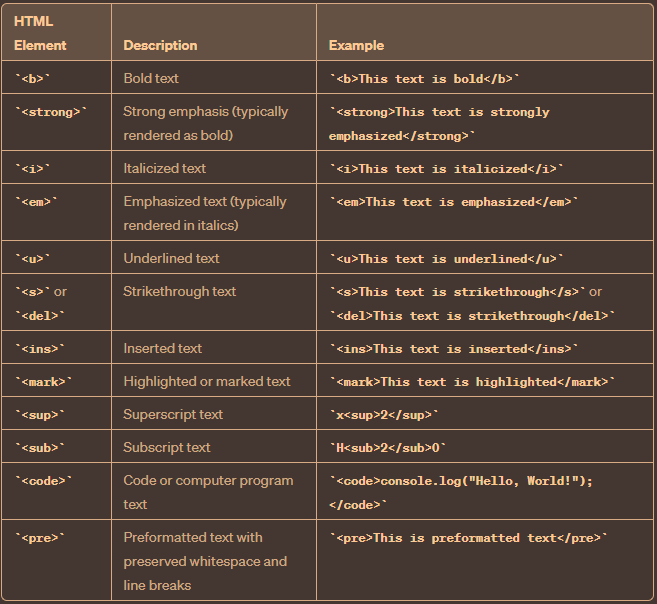 HTML
Element
Description
Example
`<b>`
Bold text
`<b>This text is bold</b>`
`<strong>`
Strong emphasis (typically
rendered as bold)
`<strong>This text is strongly
emphasized</strong>`
`<i>`
Italicized text
`<i>This text is italicized</i>`
`<em>`
Emphasized text (typically
rendered in italics)
`<em>This text is emphasized</em>`
`<u>`
Underlined text
`<u>This text is underlined</u>`
`<s>` or
`<del>`
Strikethrough text
`<s>This text is strikethrough</s>` or
`<del>This text is strikethrough</del>`
`<ins>`
Inserted text
`<ins>This text is inserted</ins>`
`<mark>`
Highlighted or marked text
`<mark>This text is highlighted</mark>`
`<sup>`
Superscript text
`x<sup>2</sup>`
`<sub>`
Subscript text
`H<sub>2</sub>O`
`<code>`
Code or computer program
text
`<code>console.log("Hello, World!");
</code>`
`<pre>`
Preformatted text with
preserved whitespace and
line breaks
`<pre>This is preformatted text</pre>`